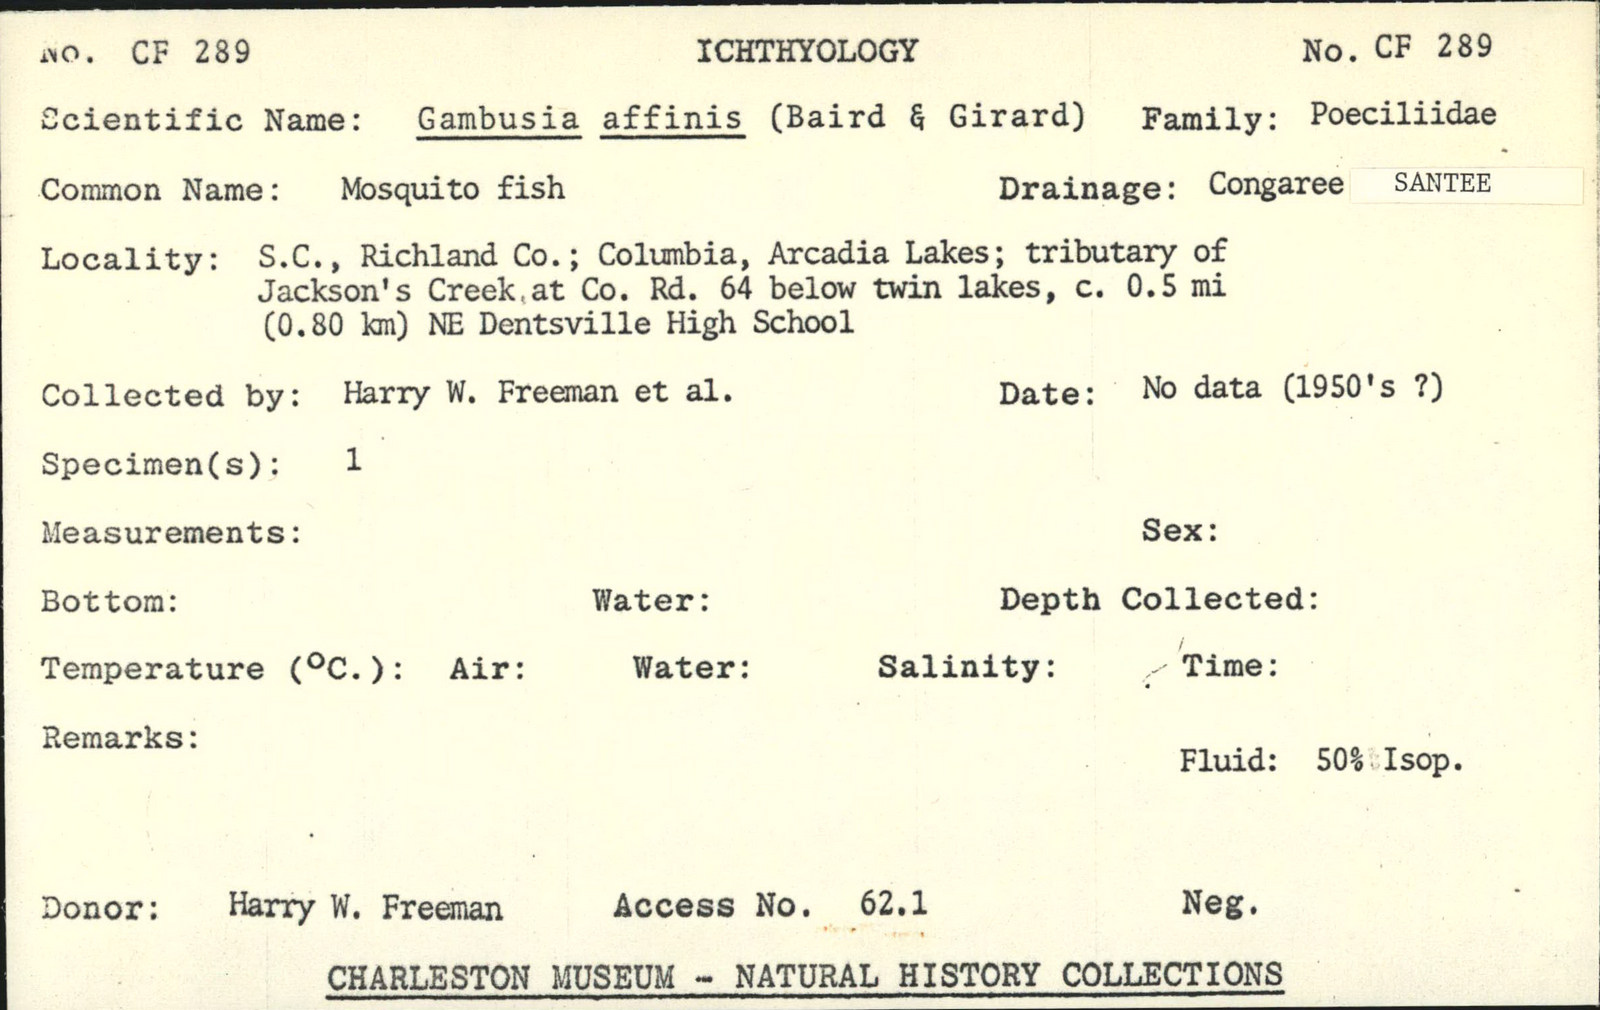 No. CF 289 ICHTHYOLOGY No. CF 289
Scientific Name: Gambusia affinis (Baird & Girard) Family: Poeciliidae
Common Name: Mosquito fish Drainage: Congaree SANTEE
Locality: S.C., Richland Co.; Columbia, Arcadia Lakes; tributary of
Jackson's Creek at Co. Rd. 64 below twin lakes, c. 0.5 mi
(0.80 km) NE Dentsville High School
Collected by: Harry W. Freeman et al. Date: No data (1950's ?)
Specimen(s): 1
Measurements: Sex:
Bottom: Water: Depth Collected:
Temperature (°C.): Air: Water: Salinity: Time:
Remarks:
Fluid: 50% Isop.
Donor: Harry W. Freeman Access No. 62.1 Neg.
CHARLESTON MUSEUM - NATURAL HISTORY COLLECTIONS